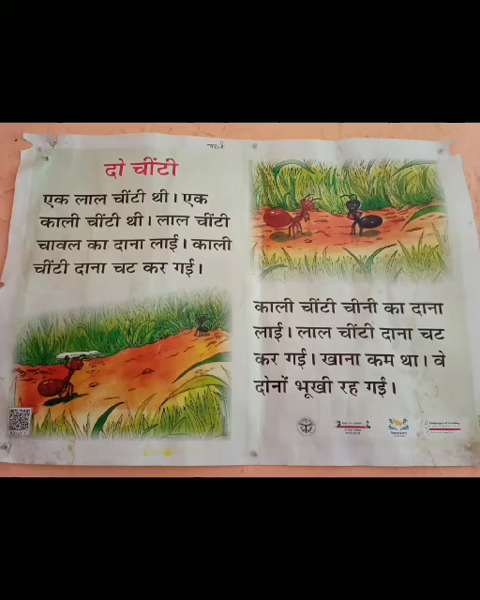 दो चींटी
एक लाल चींटी थी। एक
काली चींटी थी। लाल चींटी
चावल का दाना लाई। काली
चींटी दाना चट कर गई।
काली चींटी चीनी का दाना
लाई। लाल चींटी दाना चट
कर गई। खाना कम था। वे
दोनों भूखी रह गईं।